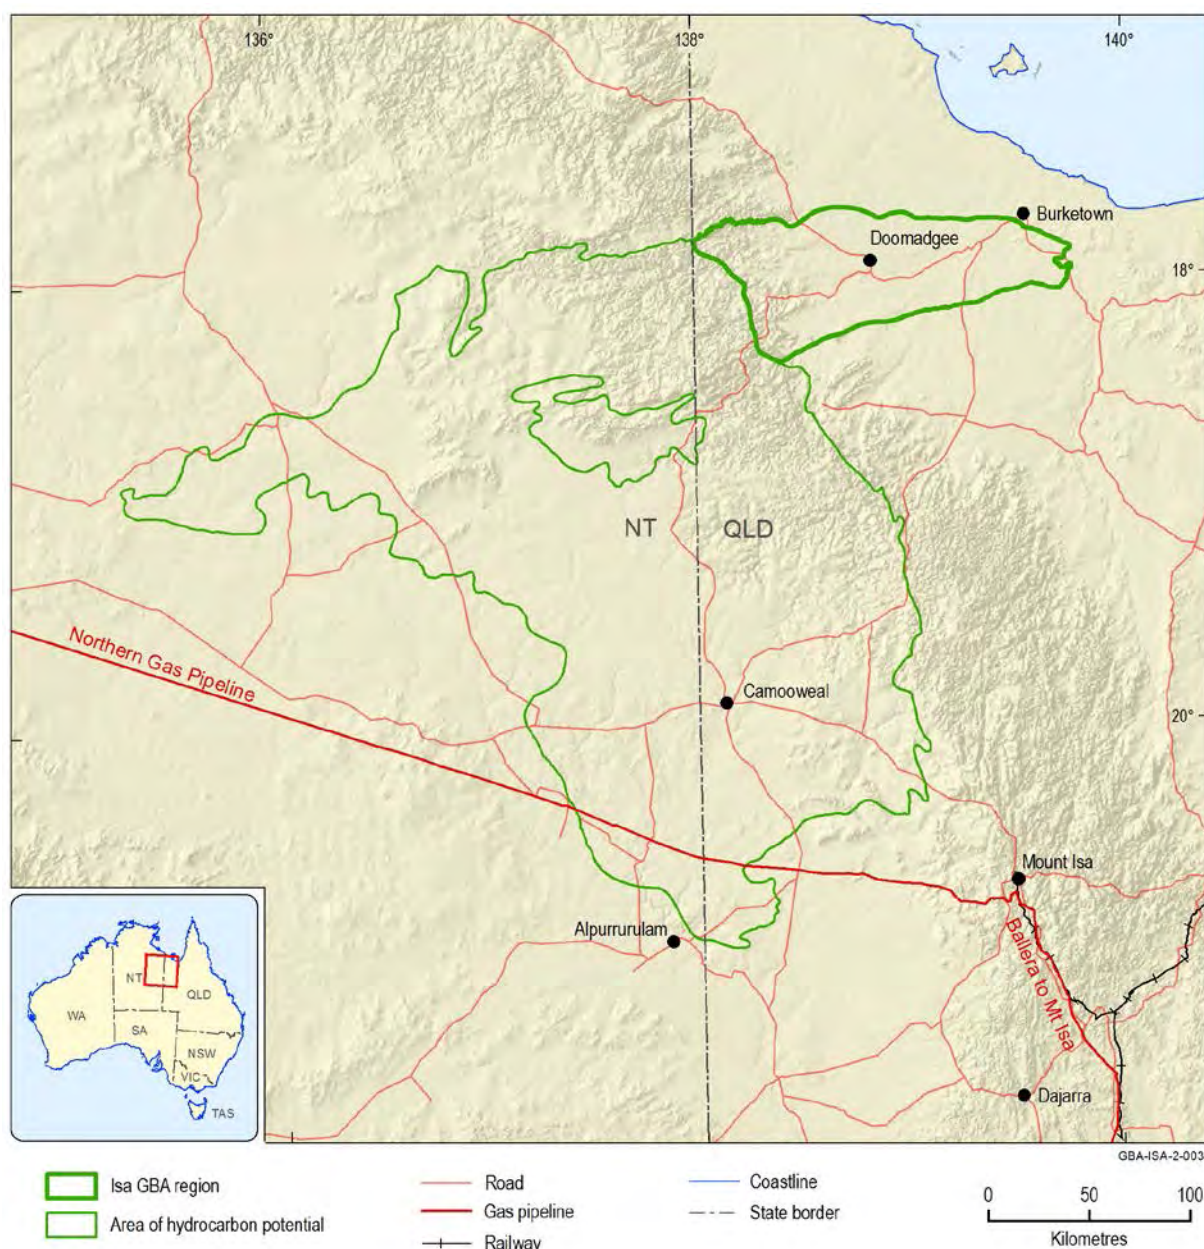 136°
138°
140°
Burketown
Doomadgee
18°
NT
QLD
Northern Gas Pipeline
Camooweal
20°
Mount Isa
Alpurrurulam
Ballera to Mt Isa
Dajarra
WA
NT
QLD
SA
NSW
VIC
TAS
GBA-ISA-2-003
Isa GBA region
Area of hydrocarbon potential
Road
Gas pipeline
Railway
Coastline
State border
0 50 100
Kilometres